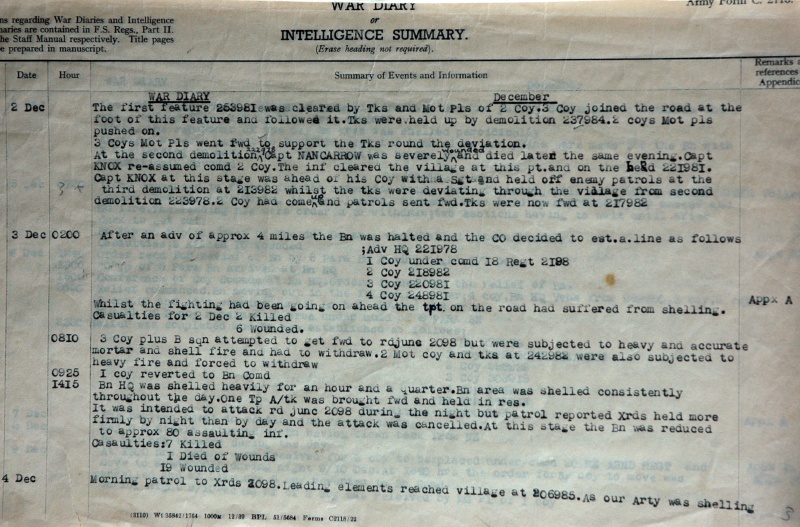 WAR DIARY
Army Form C. 2118.
ns regarding War Diaries and Intelligence
naries are contained in F.S. Regs., Part II.
the Staff Manual respectively. Title pages
e prepared in manuscript.
or
INTELLIGENCE SUMMARY.
(Erase heading not required).
Date
Hour
Summary of Events and Information
Remarks a
references
Appendic
WAR DIARY December
2 Dec The first feature 253981 was cleared by Tks and Mot Pls of 2 Coy.3 Coy joined the road at the
foot of this feature and followed it.Tks were held up by demolition 237984.2 coys Mot pls
pushed on.
3 Coys Mot Pls went fwd to support the Tks round the deviation.
At the second demolition Capt NANCARROW was severely wounded and died later the same evening.Capt
KNOX re-assumed comd 2 Coy.The inf cleared the village at this pt.and on the head 221981.
Capt KNOX at this stage was ahead of his Coy with a Sgt and held off enemy patrols at the
third demolition at 213982 whilst the tks were deviating through the village from second
demolition 223978.2 Coy had come up and patrols sent fwd.Tks were now fwd at 217982
3 Dec 0200 After an adv of approx 4 miles the Bn was halted and the CO decided to est.a.line as follows
;Adv HQ 221978
1 Coy under comd 18 Regt 2198
2 Coy 218982
3 Coy 220981
4 Coy 248981
Whilst the fighting had been going on ahead the tpt. on the road had suffered from shelling.
Appx A
Casualties for 2 Dec 2 Killed
6 Wounded.
0810 3 Coy plus B sqn attempted to get fwd to rdjunc 2098 but were subjected to heavy and accurate
mortar and shell fire and had to withdraw.2 Mot coy and tks at 242982 were also subjected to
heavy fire and forced to withdraw
0925 1 coy reverted to Bn Comd
1415 Bn HQ was shelled heavily for an hour and a quarter.Bn area was shelled consistently
throughout the day.One Tp A/tk was brought fwd and held in res.
It was intended to attack rd junc 2098 during the night but patrol reported Xrds held more
firmly by night than by day and the attack was cancelled.At this stage the Bn was reduced
to approx 80 assaulting inf.
Casaulties:7 Killed
1 Died of Wounds
19 Wounded
4 Dec Morning patrol to Xrds 2098.Leading elements reached village at 206985.As our Arty was shelling
(3110) Wt 35842/1764 1000M 12/39 BPL 51/5684 Forms C2118/22